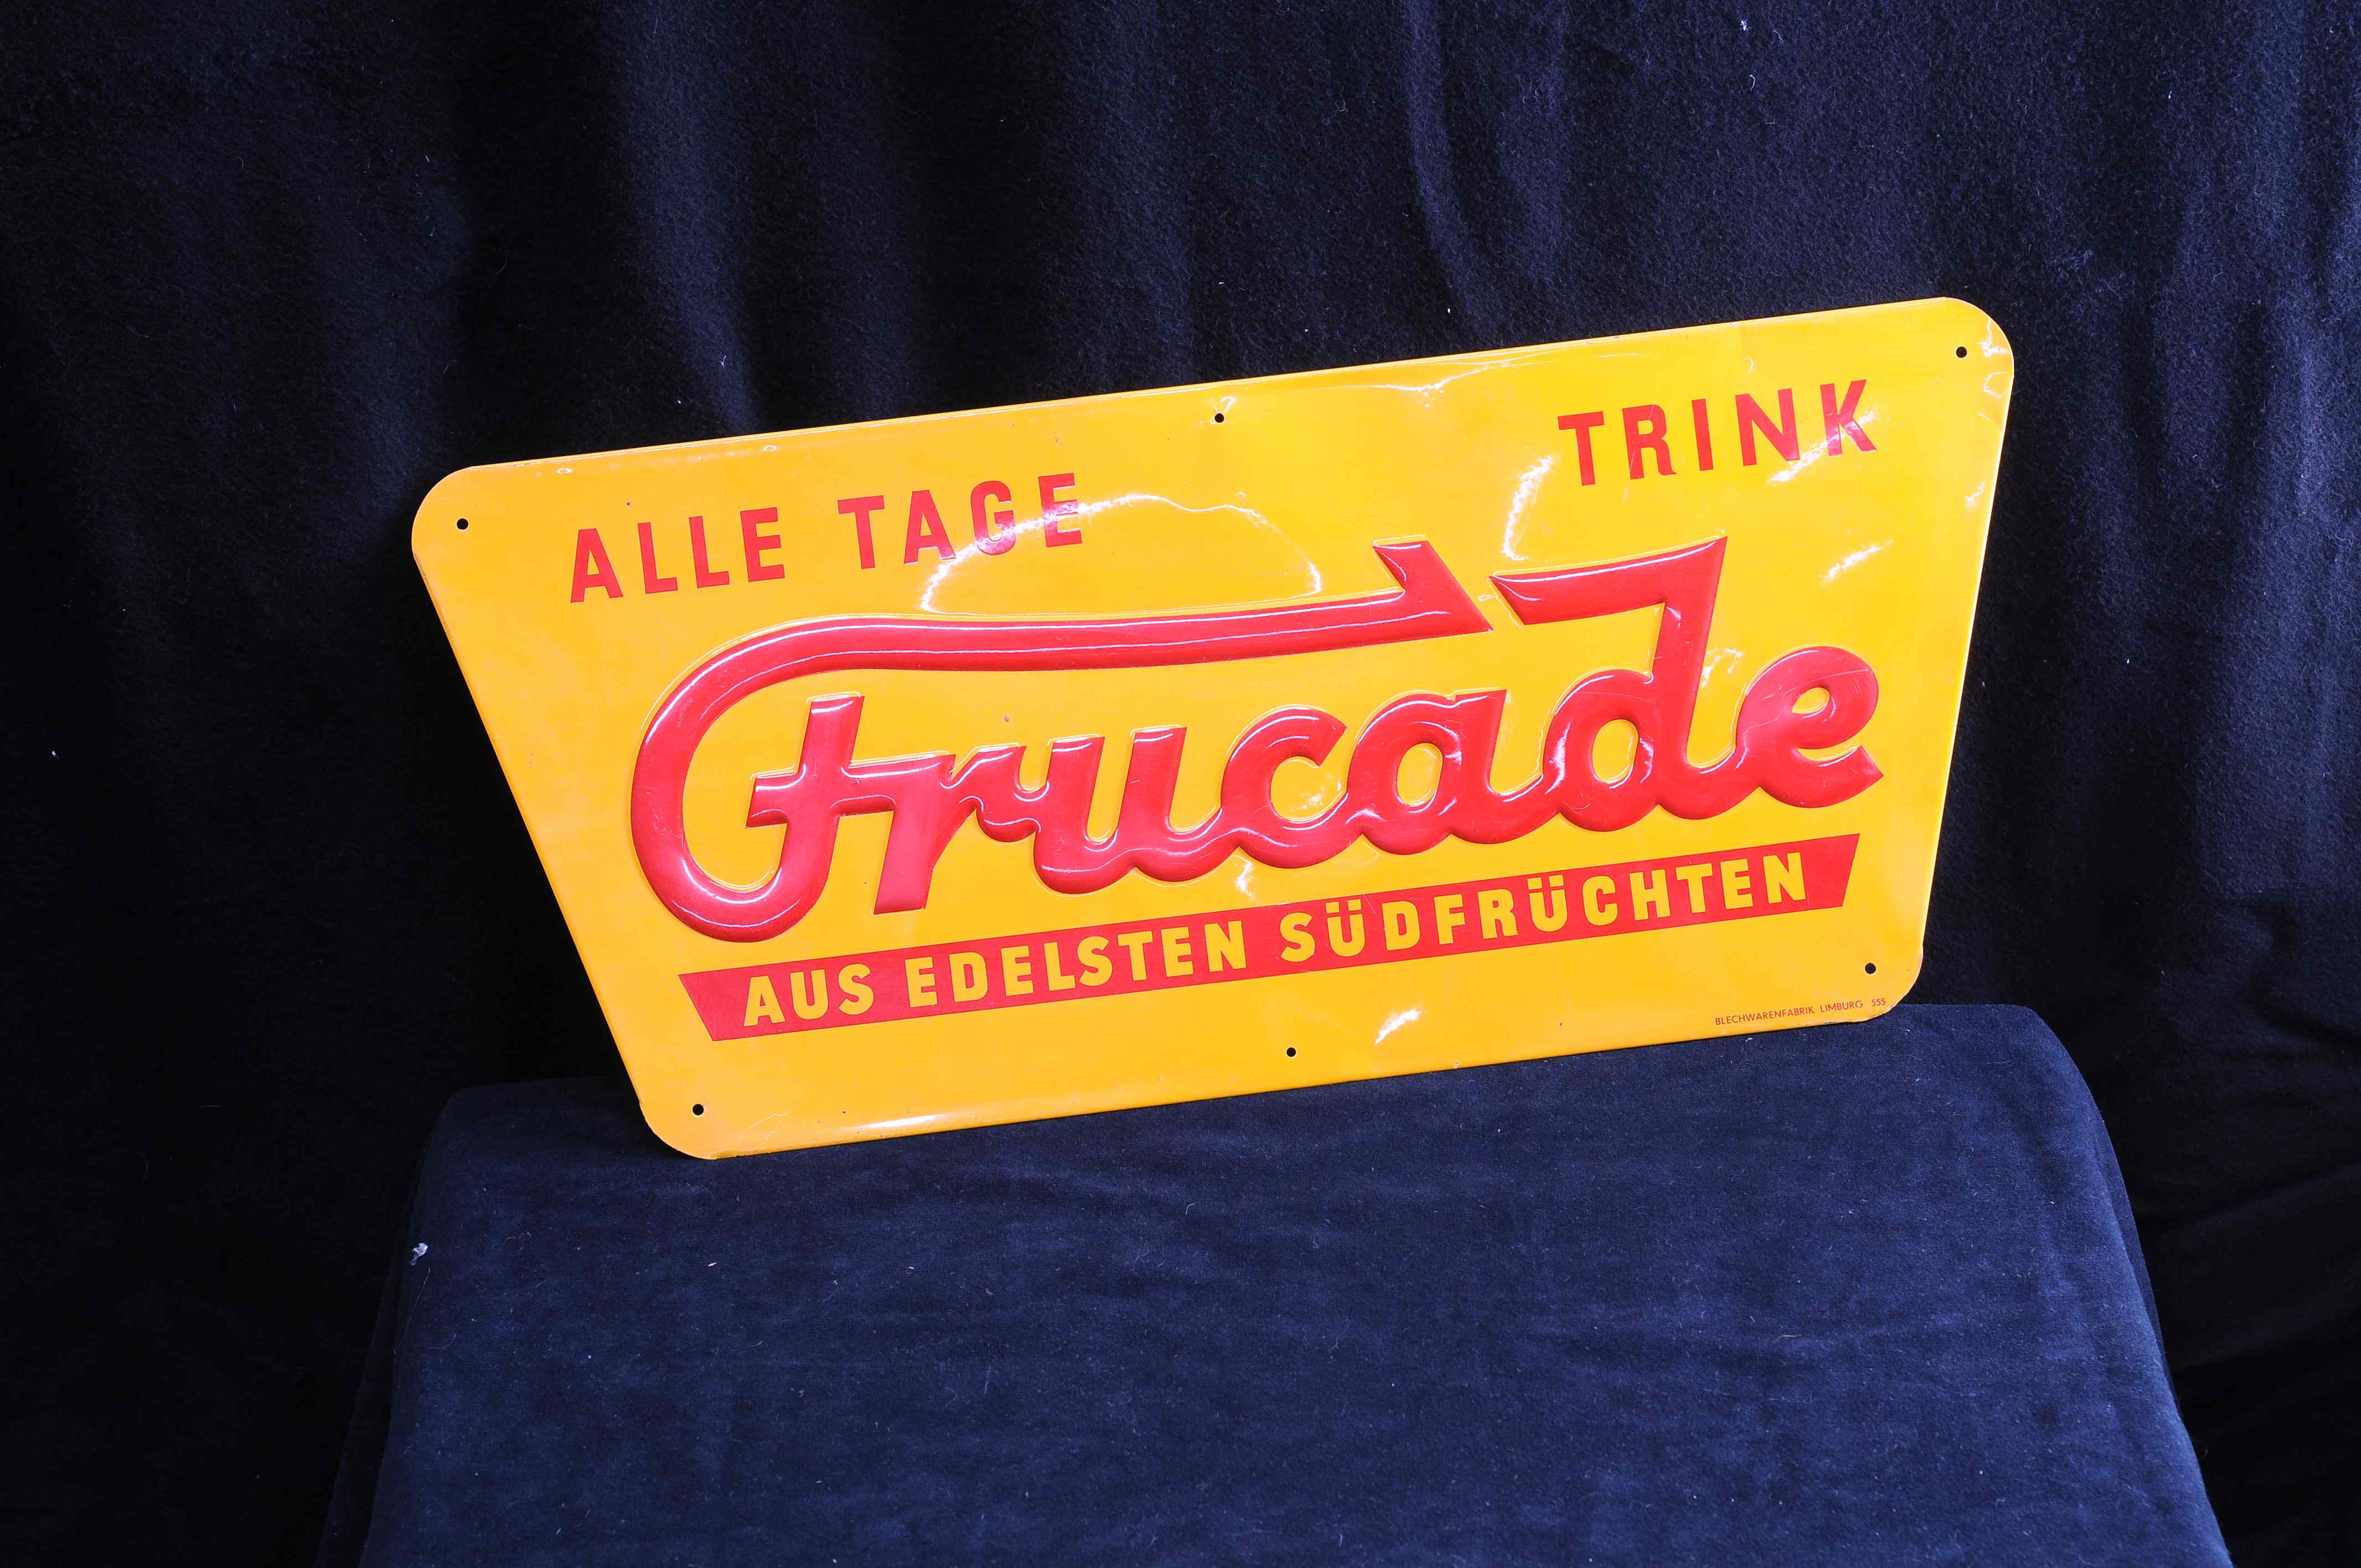 ALLE TAGE TRINK
Frucade
AUS EDELSTEN SÜDFRÜCHTEN
BLECHWARENFABRIK LIMBURG 555